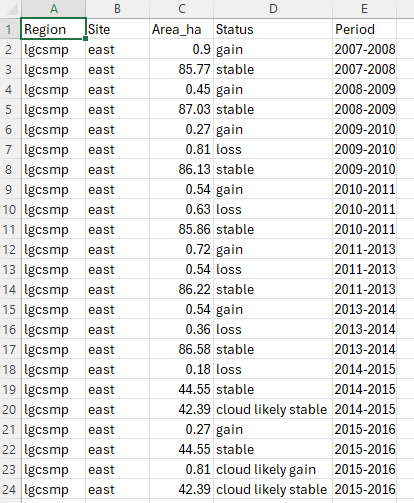 A B C D E
1 Region Site Area_ha Status Period
2 lgcsmp east 0.9 gain 2007-2008
3 lgcsmp east 85.77 stable 2007-2008
4 lgcsmp east 0.45 gain 2008-2009
5 lgcsmp east 87.03 stable 2008-2009
6 lgcsmp east 0.27 gain 2009-2010
7 lgcsmp east 0.81 loss 2009-2010
8 lgcsmp east 86.13 stable 2009-2010
9 lgcsmp east 0.54 gain 2010-2011
10 lgcsmp east 0.63 loss 2010-2011
11 lgcsmp east 85.86 stable 2010-2011
12 lgcsmp east 0.72 gain 2011-2013
13 lgcsmp east 0.54 loss 2011-2013
14 lgcsmp east 86.22 stable 2011-2013
15 lgcsmp east 0.54 gain 2013-2014
16 lgcsmp east 0.36 loss 2013-2014
17 lgcsmp east 86.58 stable 2013-2014
18 lgcsmp east 0.18 loss 2014-2015
19 lgcsmp east 44.55 stable 2014-2015
20 lgcsmp east 42.39 cloud likely stable 2014-2015
21 lgcsmp east 0.27 gain 2015-2016
22 lgcsmp east 44.55 stable 2015-2016
23 lgcsmp east 0.81 cloud likely gain 2015-2016
24 lgcsmp east 42.39 cloud likely stable 2015-2016